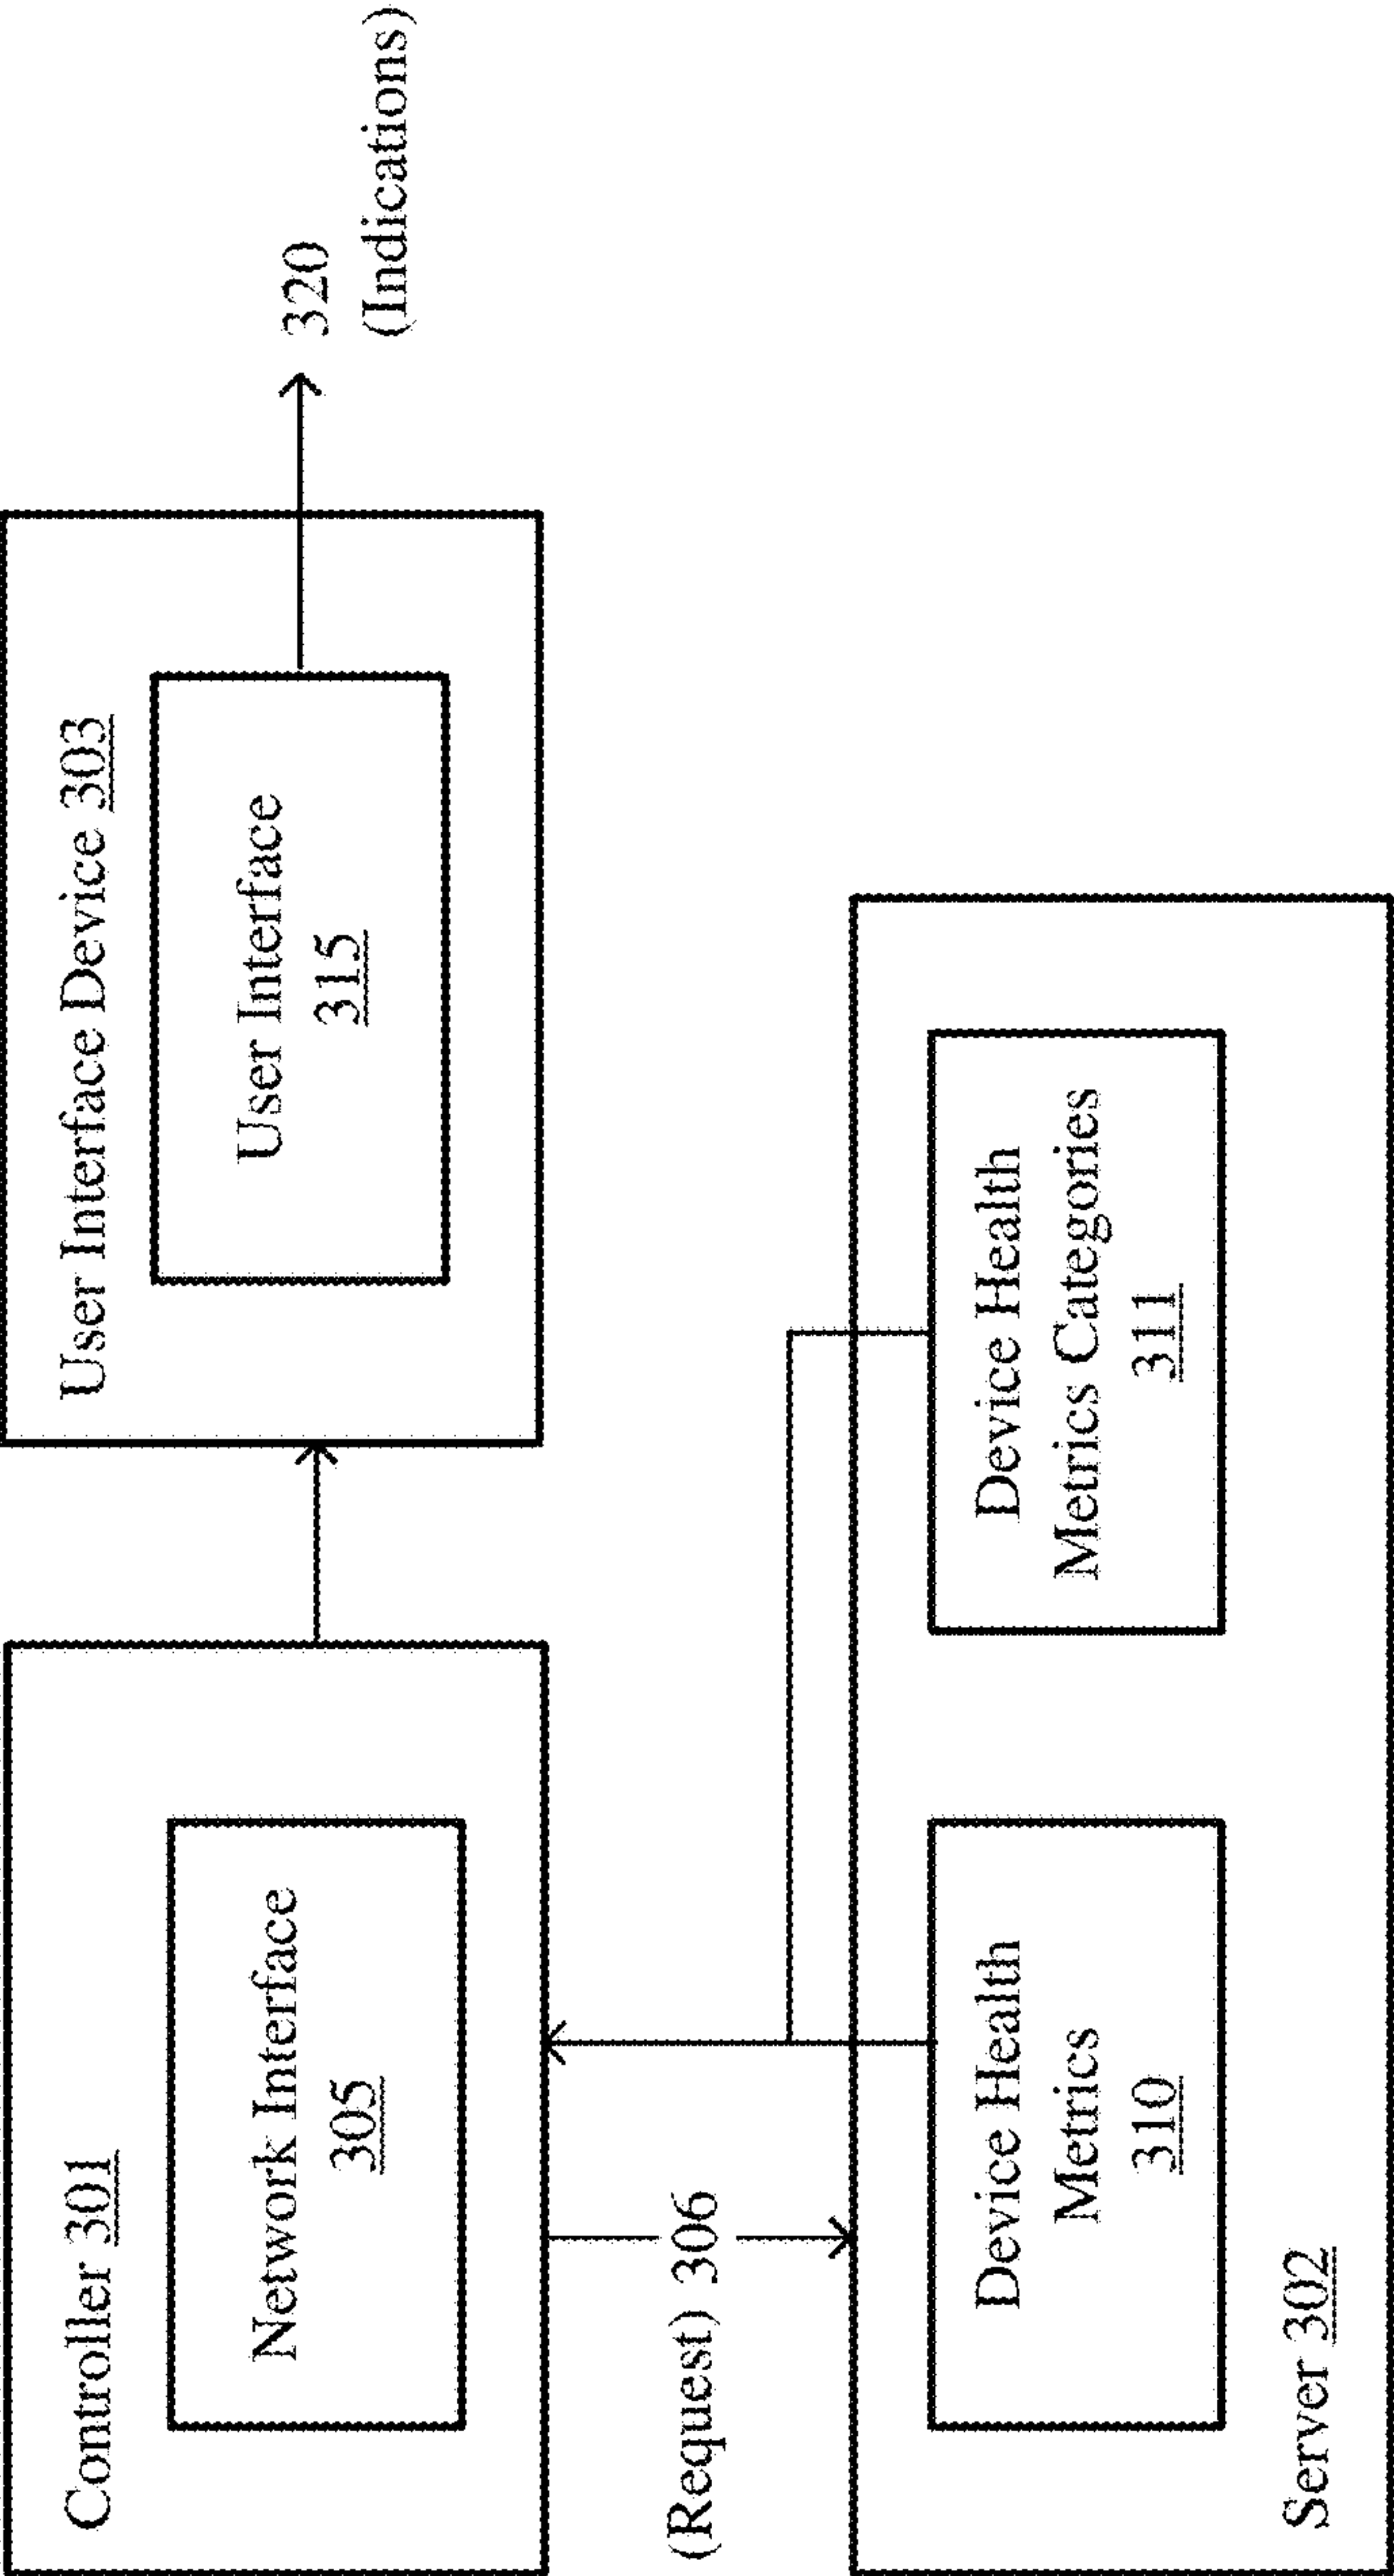 Controller 301
Network Interface
305
User Interface Device 303
User Interface
315
320
(Indications)
(Request) 306
Device Health
Metrics
310
Device Health
Metrics Categories
311
Server 302